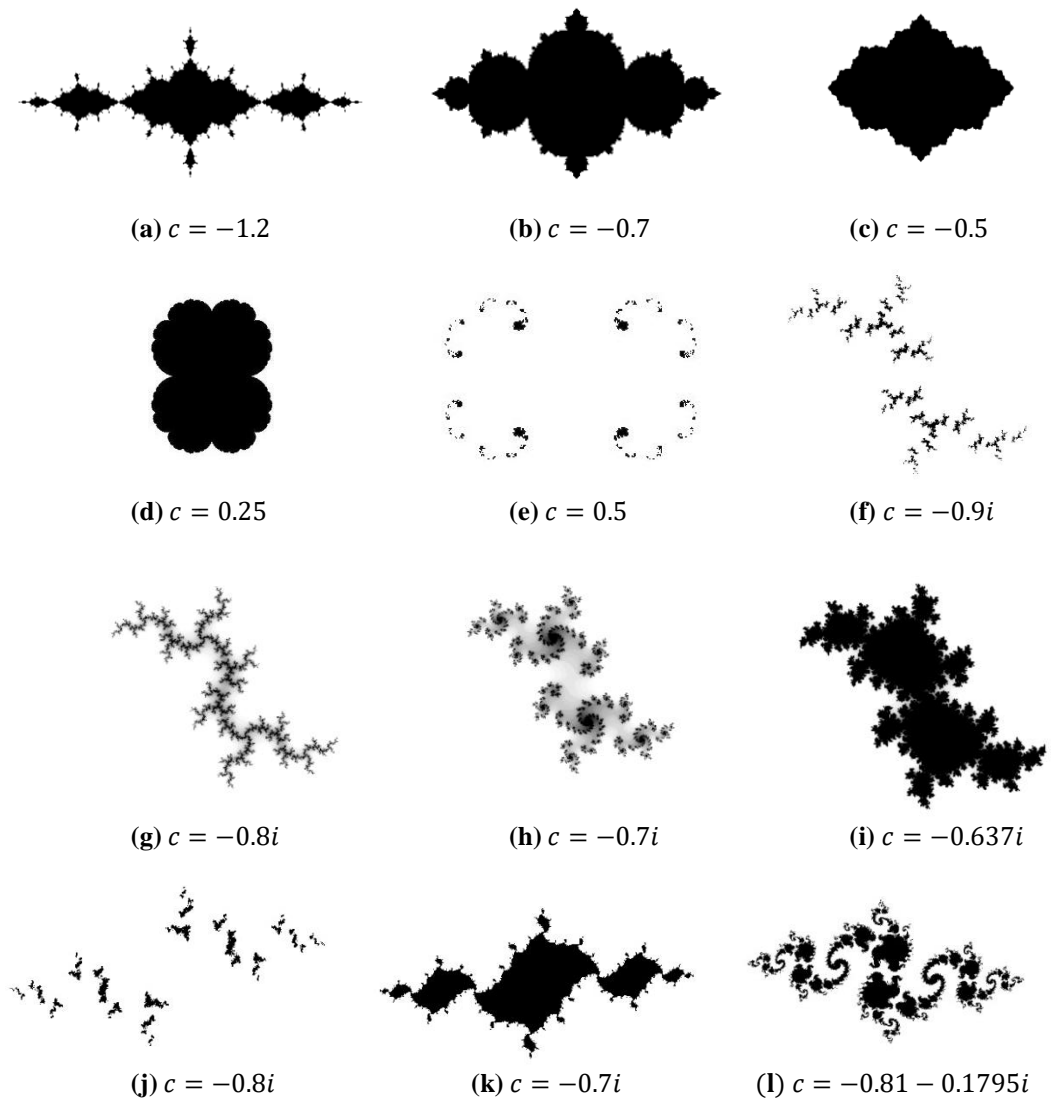 (a) c = −1.2
(b) c = −0.7
(c) c = −0.5
(d) c = 0.25
(e) c = 0.5
(f) c = −0.9i
(g) c = −0.8i
(h) c = −0.7i
(i) c = −0.637i
(j) c = −0.8i
(k) c = −0.7i
(l) c = −0.81 − 0.1795i